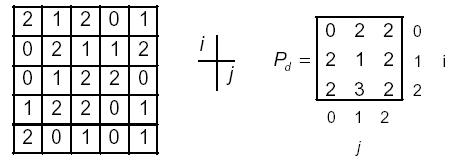 2 1 2 0 1
0 2 1 1 2
0 1 2 2 0
1 2 2 0 1
2 0 1 0 1
i
j
P_d =
0 2 2 0
2 1 2 1 i
2 3 2 2
0 1 2
j